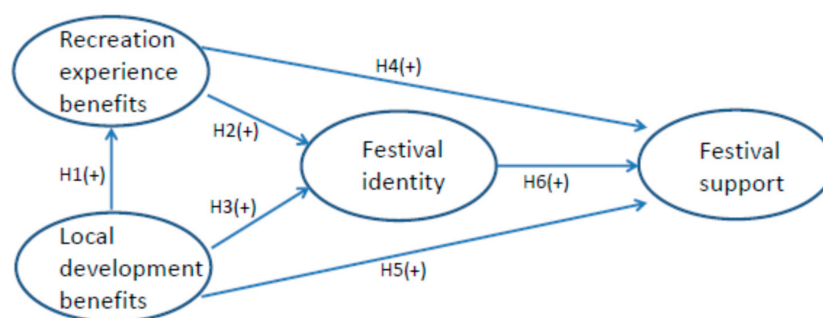 Recreation
experience
benefits
H4(+)
H2(+)
Festival
identity
Festival
support
H1(+)
H6(+)
H3(+)
Local
development
benefits
H5(+)